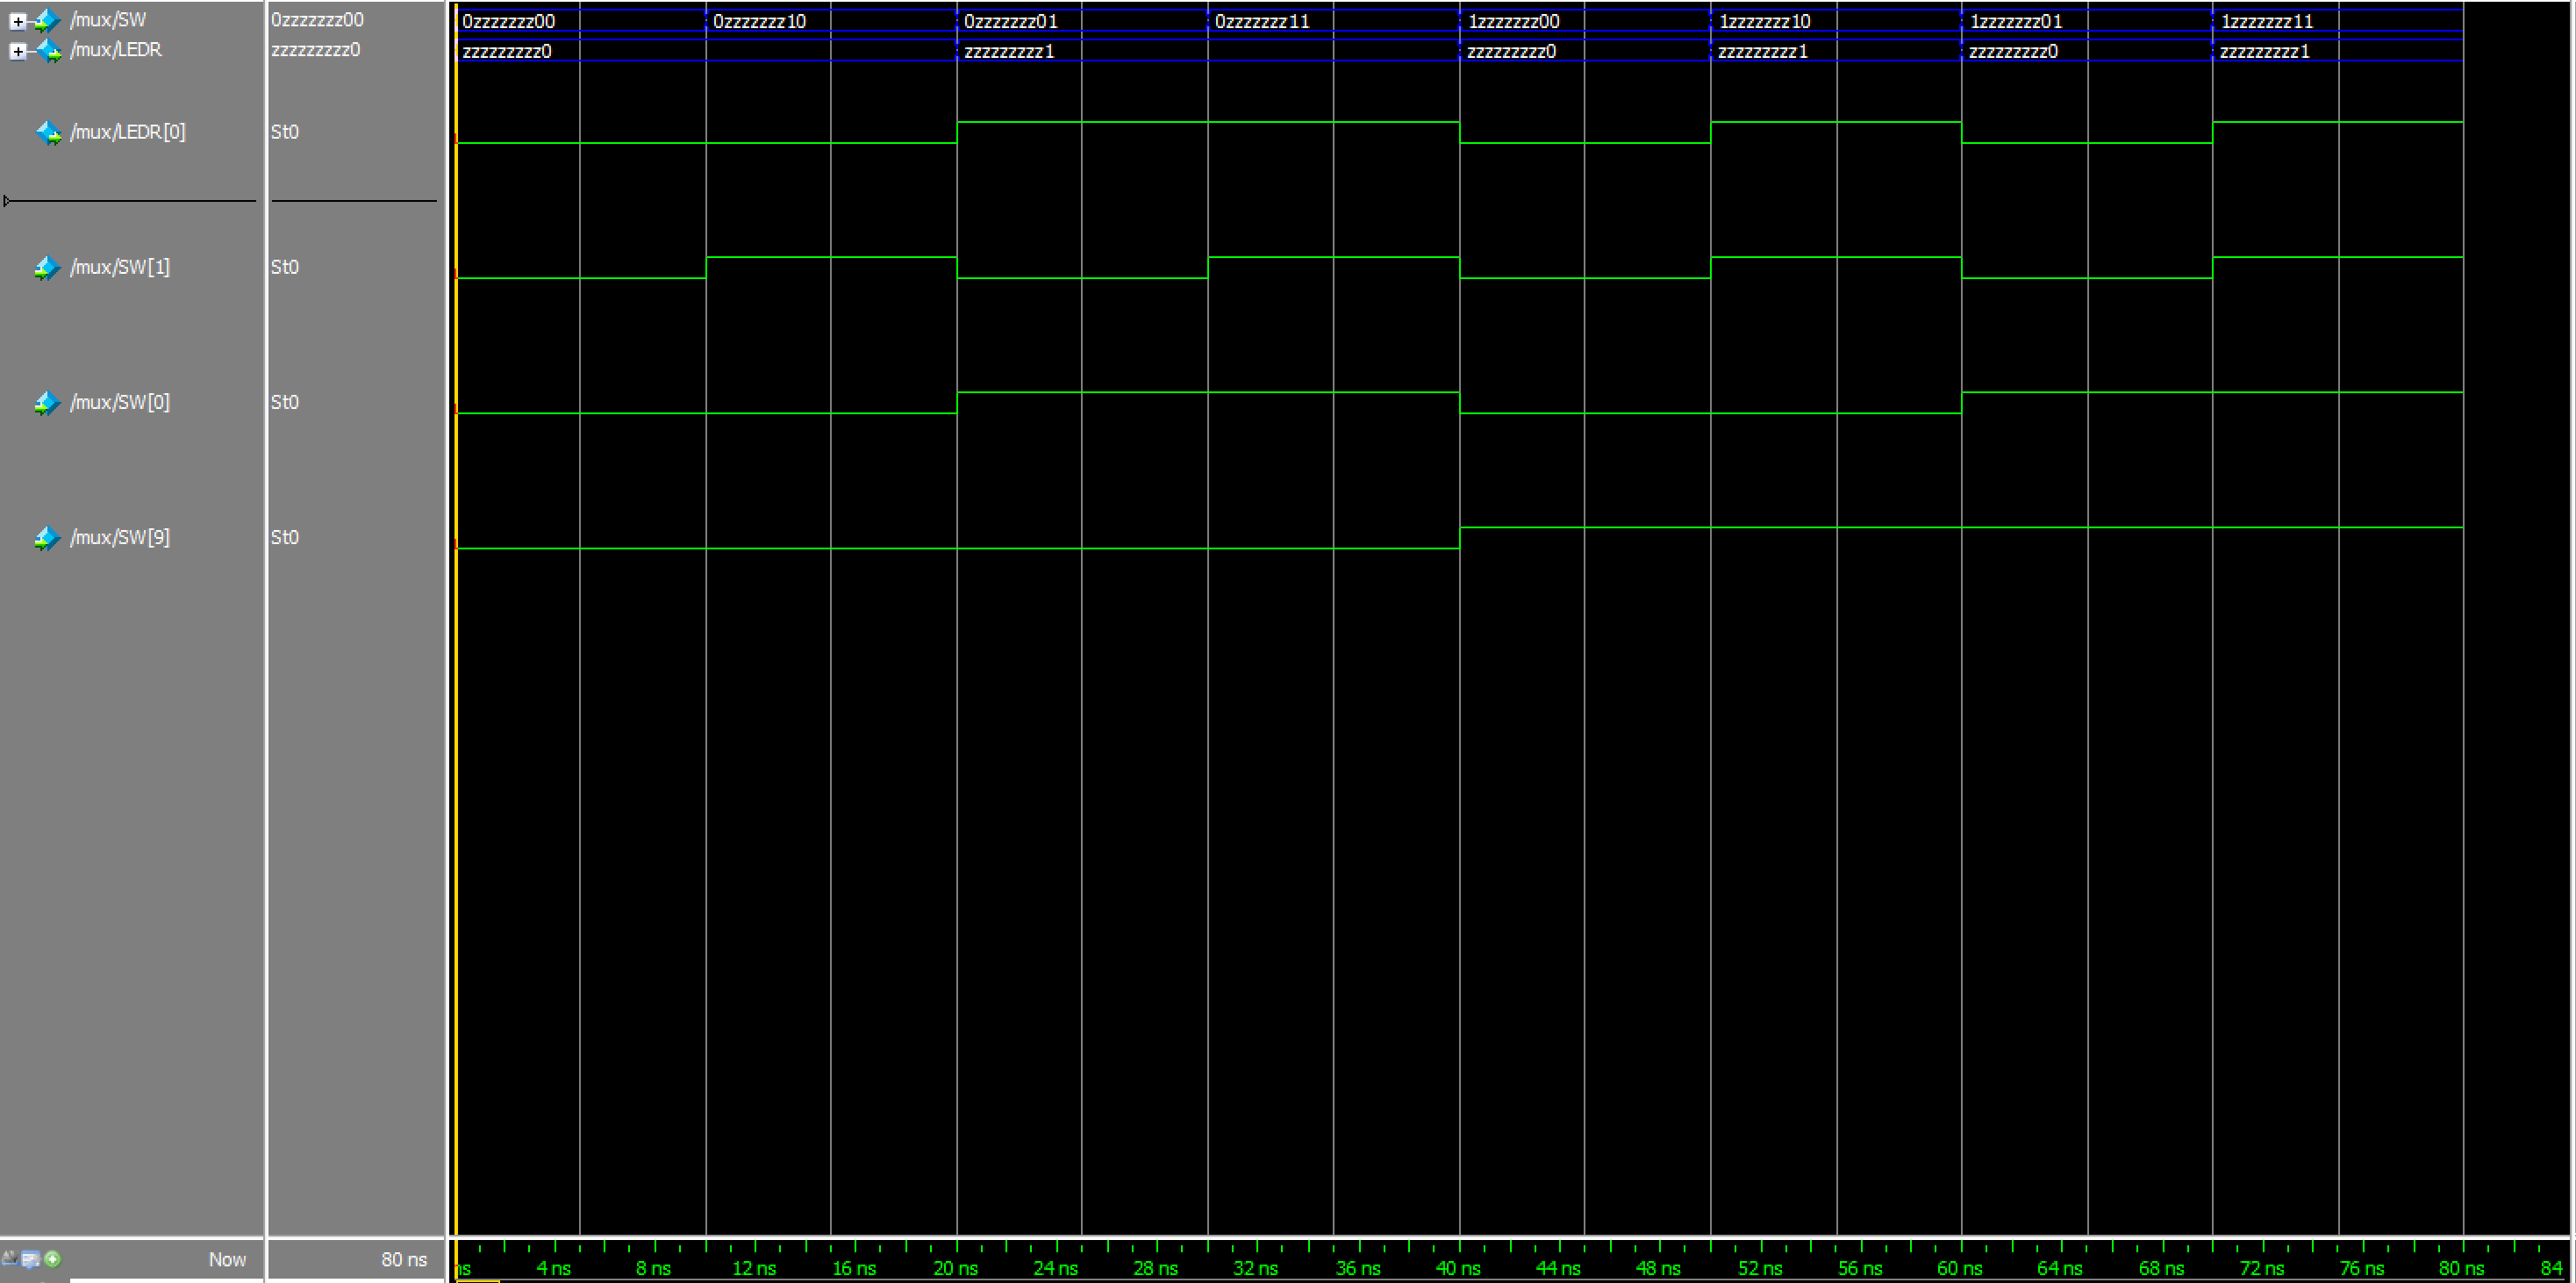 /mux/SW 0zzzzzzz00 0zzzzzzz00 0zzzzzzz10 0zzzzzzz01 0zzzzzzz11 1zzzzzzz00 1zzzzzzz10 1zzzzzzz01 1zzzzzzz11
/mux/LEDR zzzzzzzzz0 zzzzzzzzz0 zzzzzzzzz1 zzzzzzzzz0 zzzzzzzzz1 zzzzzzzzz0 zzzzzzzzz1
/mux/LEDR[0] St0
/mux/SW[1] St0
/mux/SW[0] St0
/mux/SW[9] St0
Now 80 ns
ns 4 ns 8 ns 12 ns 16 ns 20 ns 24 ns 28 ns 32 ns 36 ns 40 ns 44 ns 48 ns 52 ns 56 ns 60 ns 64 ns 68 ns 72 ns 76 ns 80 ns 84